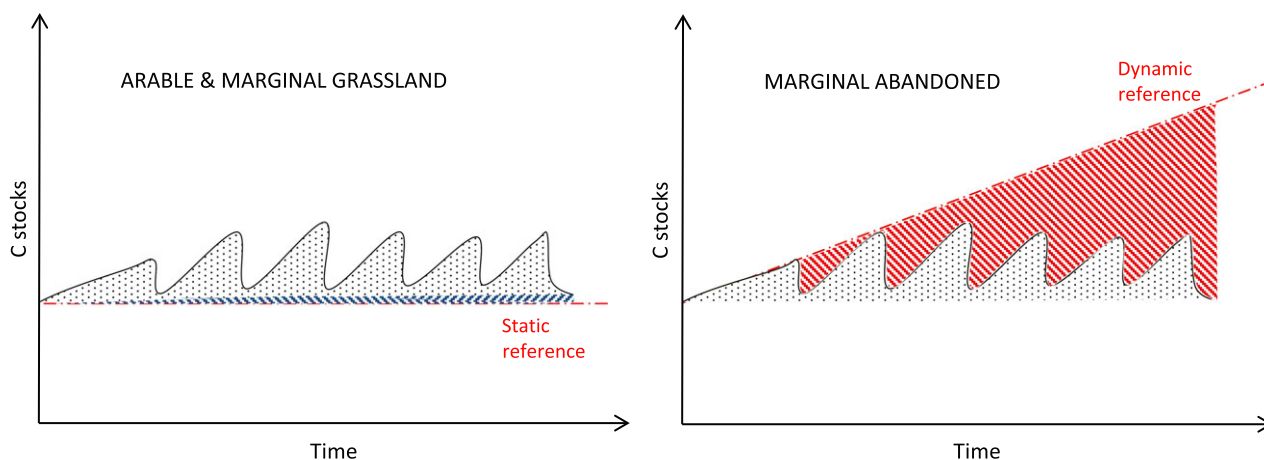 ARABLE & MARGINAL GRASSLAND
C stocks
Static
reference
Time
MARGINAL ABANDONED
Dynamic
reference
C stocks
Time